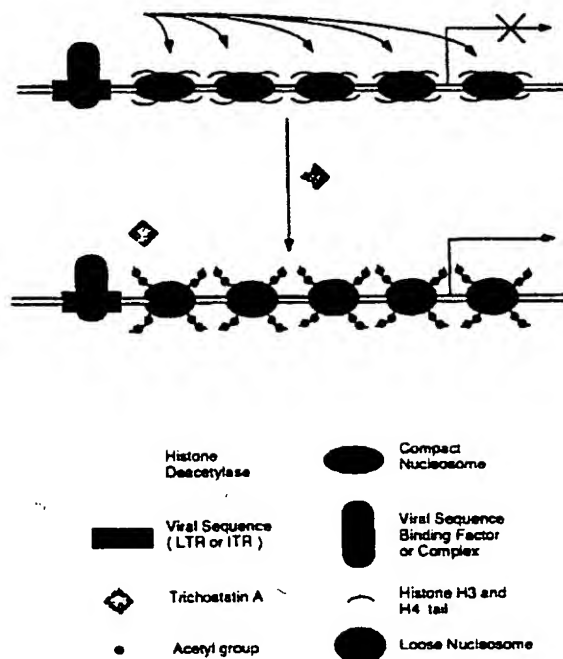 Histone
Deacetylase
Compact
Nucleosome
Viral Sequence
( LTR or ITR )
Viral Sequence
Binding Factor
or Complex
Trichostatin A
Histone H3 and
H4 tail
Acetyl group
Loose Nucleosome